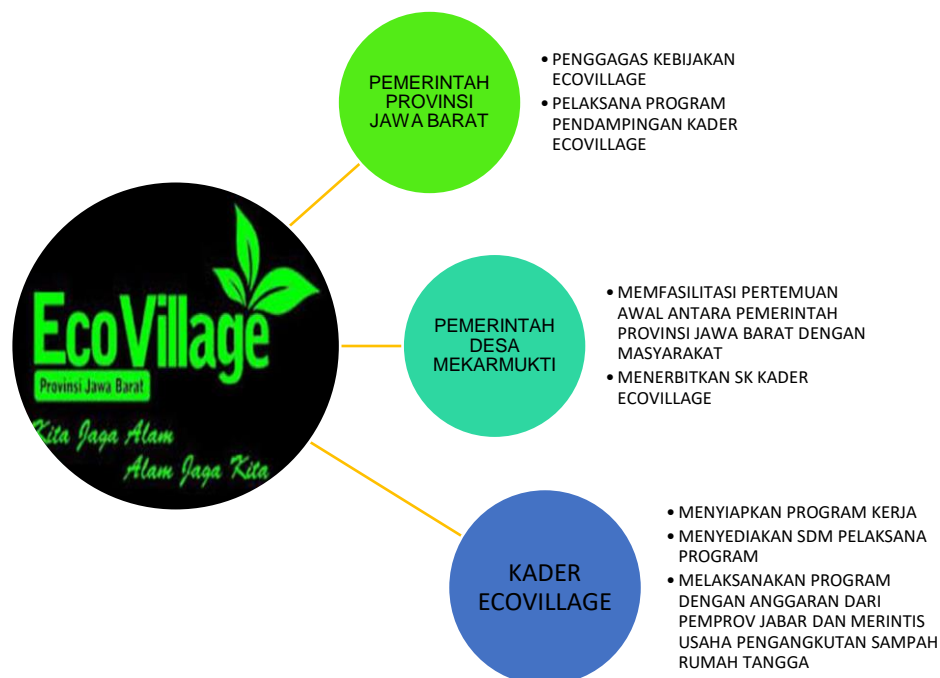 PEMERINTAH
PROVINSI
JAWA BARAT
• PENGGAGAS KEBIJAKAN
ECOVILLAGE
• PELAKSANA PROGRAM
PENDAMPINGAN KADER
ECOVILLAGE
EcoVillage
Provinsi Jawa Barat
Kita Jaga Alam
Alam Jaga Kita
PEMERINTAH
DESA
MEKARMUKTI
• MEMFASILITASI PERTEMUAN
AWAL ANTARA PEMERINTAH
PROVINSI JAWA BARAT DENGAN
MASYARAKAT
• MENERBITKAN SK KADER
ECOVILLAGE
KADER
ECOVILLAGE
• MENYIAPKAN PROGRAM KERJA
• MENYEDIAKAN SDM PELAKSANA
PROGRAM
• MELAKSANAKAN PROGRAM
DENGAN ANGGARAN DARI
PEMPROV JABAR DAN MERINTIS
USAHA PENGANGKUTAN SAMPAH
RUMAH TANGGA